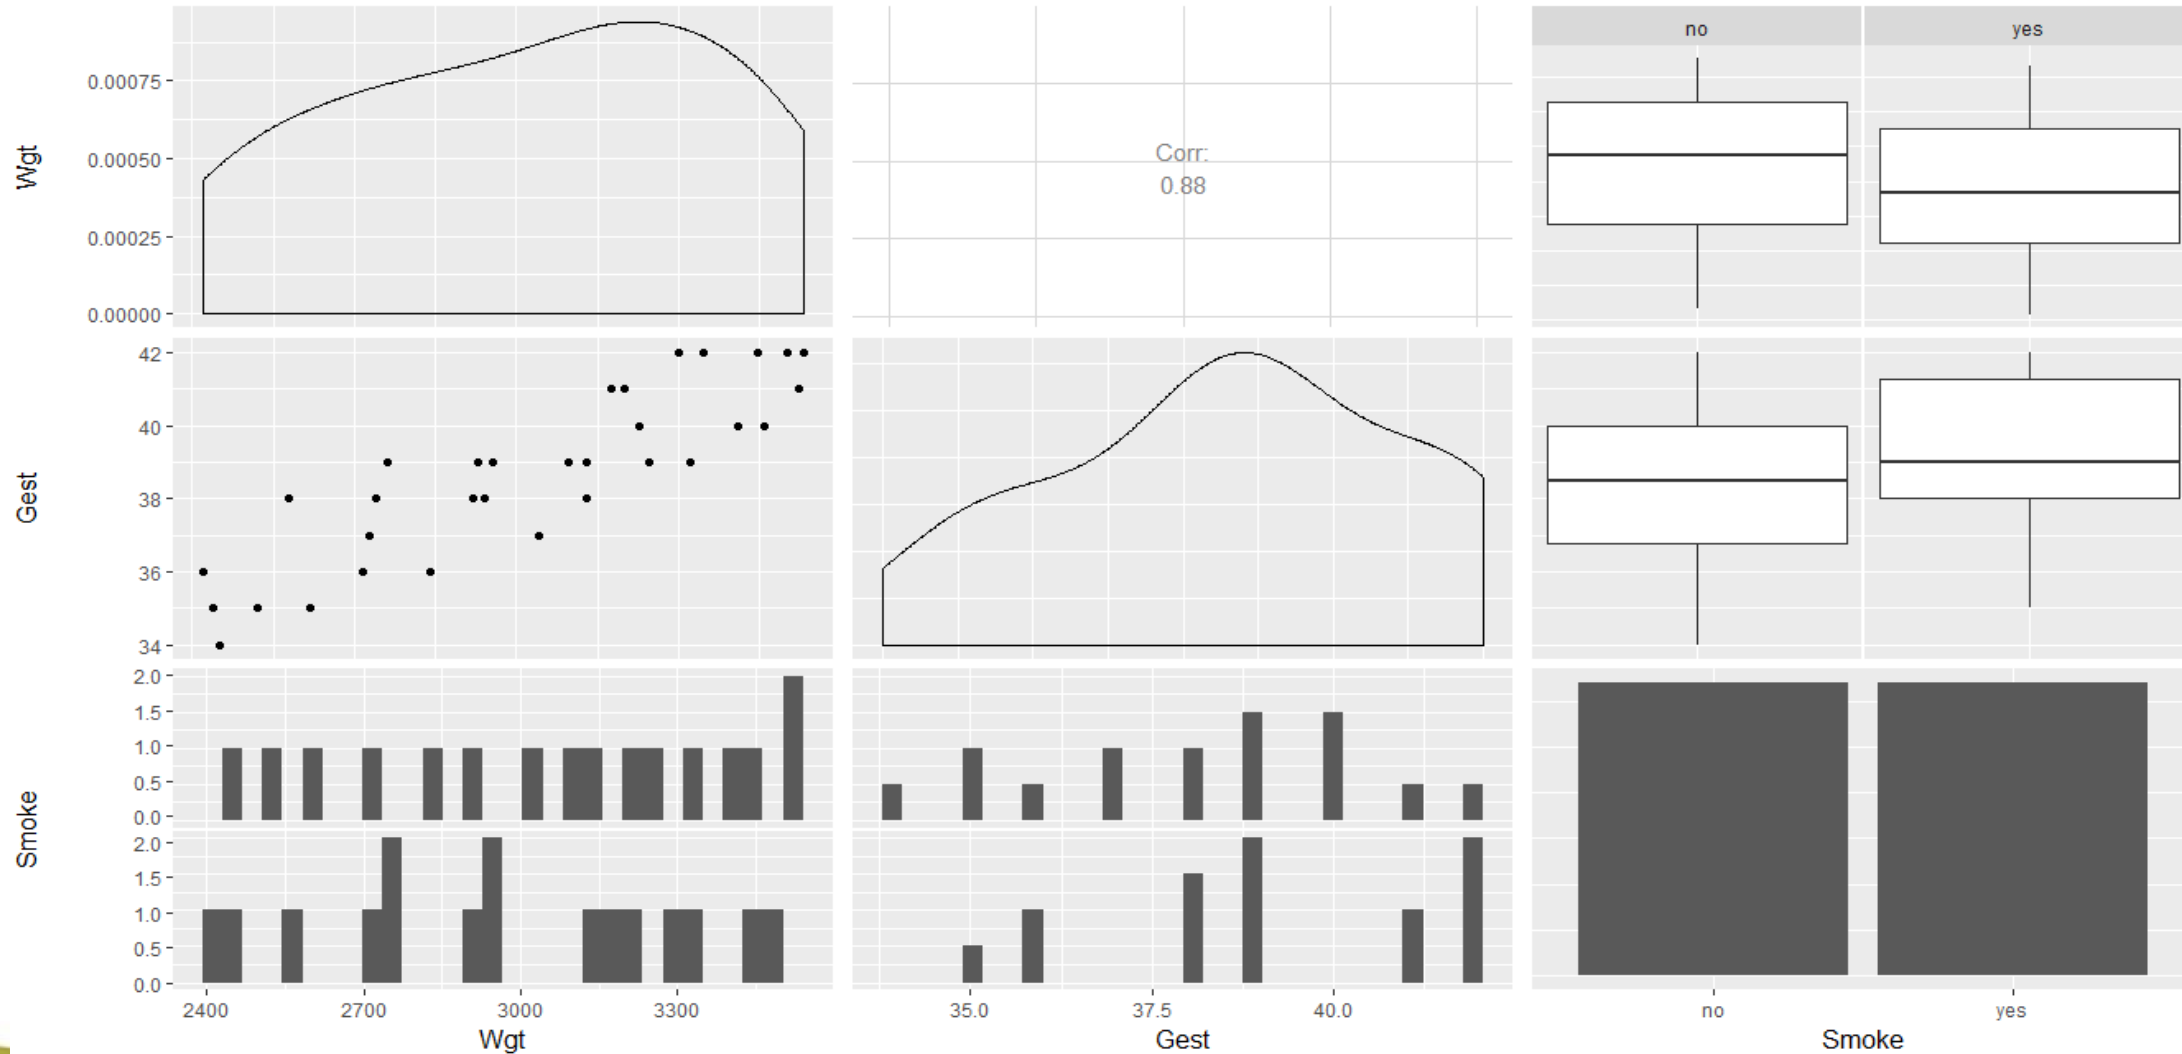 no yes
Wgt
0.00075
0.00050
0.00025
0.00000
Corr:
0.88
Gest
42
40
38
36
34
Smoke
2.0
1.5
1.0
0.5
0.0
2.0
1.5
1.0
0.5
0.0
2400 2700 3000 3300
35.0 37.5 40.0
no yes
Wgt Gest Smoke